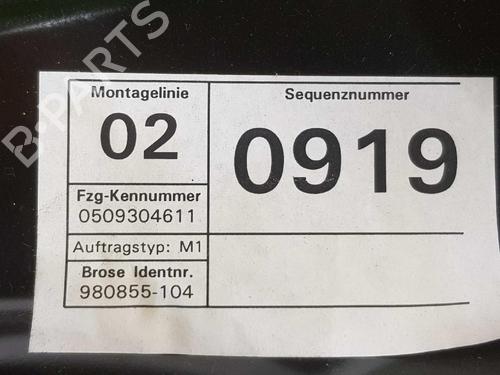 Montagelinie
02
Sequenznummer
0919
Fzg-Kennummer
0509304611
Auftragstyp: M1
Brose Identnr.
980855-104
B-PARTS